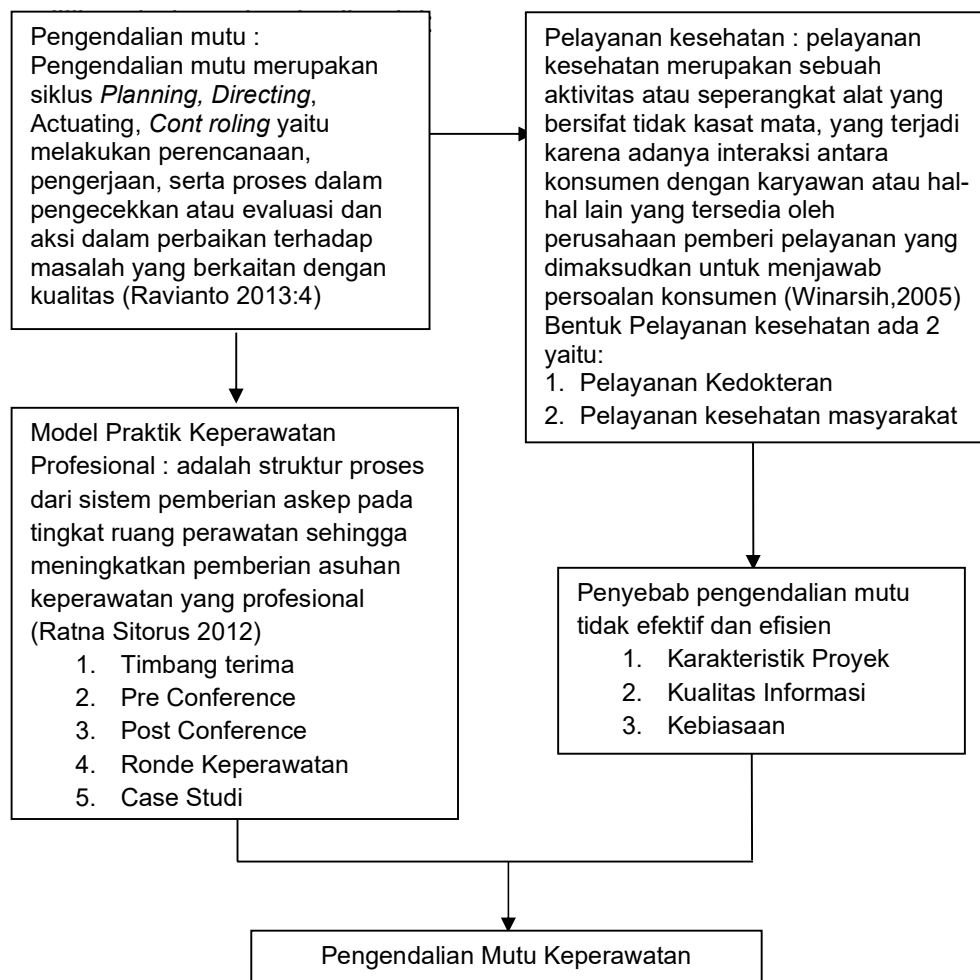 Pengendalian mutu :
Pengendalian mutu merupakan
siklus Planning, Directing,
Actuating, Cont roling yaitu
melakukan perencanaan,
pengerjaan, serta proses dalam
pengecekkan atau evaluasi dan
aksi dalam perbaikan terhadap
masalah yang berkaitan dengan
kualitas (Ravianto 2013:4)
Pelayanan kesehatan : pelayanan
kesehatan merupakan sebuah
aktivitas atau seperangkat alat yang
bersifat tidak kasat mata, yang terjadi
karena adanya interaksi antara
konsumen dengan karyawan atau hal-
hal lain yang tersedia oleh
perusahaan pemberi pelayanan yang
dimaksudkan untuk menjawab
persoalan konsumen (Winarsih,2005)
Bentuk Pelayanan kesehatan ada 2
yaitu:
1. Pelayanan Kedokteran
2. Pelayanan kesehatan masyarakat
Model Praktik Keperawatan
Profesional : adalah struktur proses
dari sistem pemberian askep pada
tingkat ruang perawatan sehingga
meningkatkan pemberian asuhan
keperawatan yang profesional
(Ratna Sitorus 2012)
1. Timbang terima
2. Pre Conference
3. Post Conference
4. Ronde Keperawatan
5. Case Studi
Penyebab pengendalian mutu
tidak efektif dan efisien
1. Karakteristik Proyek
2. Kualitas Informasi
3. Kebiasaan
Pengendalian Mutu Keperawatan